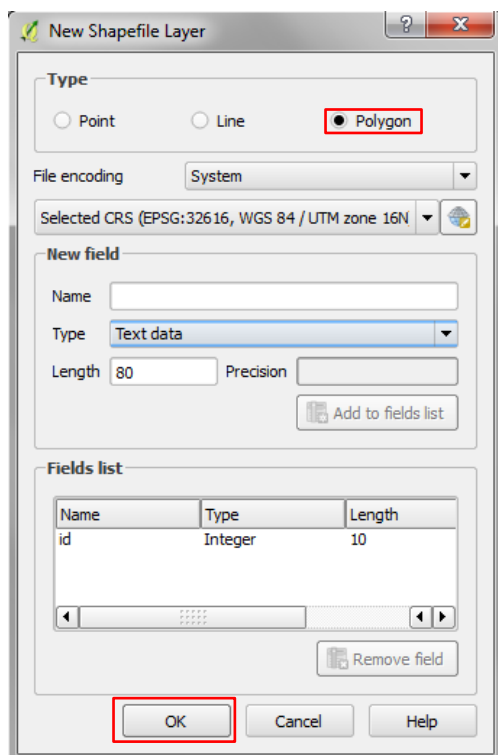 New Shapefile Layer
?
Type
Point Line Polygon
File encoding System
Selected CRS (EPSG:32616, WGS 84 / UTM zone 16N
New field
Name
Type Text data
Length 80 Precision
Add to fields list
Fields list
Name Type Length
id Integer 10
Remove field
OK Cancel Help